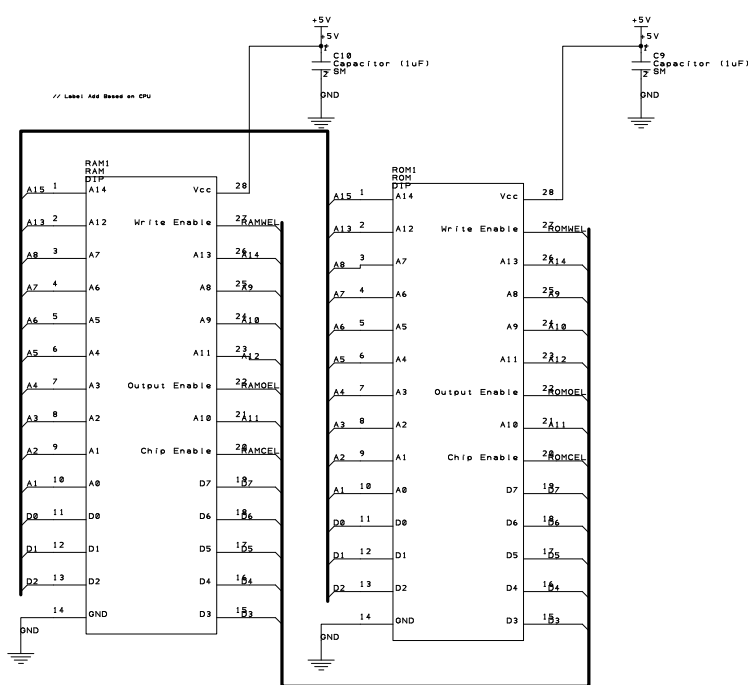 +5V
+5V
1
C10
Capacitor (1uF)
SM
2
GND
+5V
+5V
1
C9
Capacitor (1uF)
SM
2
GND
// Label Add Based on CPU
RAM1
RAM
DIP
A15 1 A14 Vcc 28
A13 2 A12 Write Enable 27 RAMWEL
A8 3 A7 A13 26 A14
A7 4 A6 A8 25 A9
A6 5 A5 A9 24 A10
A5 6 A4 A11 23 A12
A4 7 A3 Output Enable 22 RAMOEL
A3 8 A2 A10 21 A11
A2 9 A1 Chip Enable 20 RAMCEL
A1 10 A0 D7 19 D7
D0 11 D0 D6 18 D6
D1 12 D1 D5 17 D5
D2 13 D2 D4 16 D4
14 GND D3 15 D3
GND
ROM1
ROM
DIP
A15 1 A14 Vcc 28
A13 2 A12 Write Enable 27 ROMWEL
A8 3 A7 A13 26 A14
A7 4 A6 A8 25 A9
A6 5 A5 A9 24 A10
A5 6 A4 A11 23 A12
A4 7 A3 Output Enable 22 ROMOEL
A3 8 A2 A10 21 A11
A2 9 A1 Chip Enable 20 ROMCEL
A1 10 A0 D7 19 D7
D0 11 D0 D6 18 D6
D1 12 D1 D5 17 D5
D2 13 D2 D4 16 D4
14 GND D3 15 D3
GND